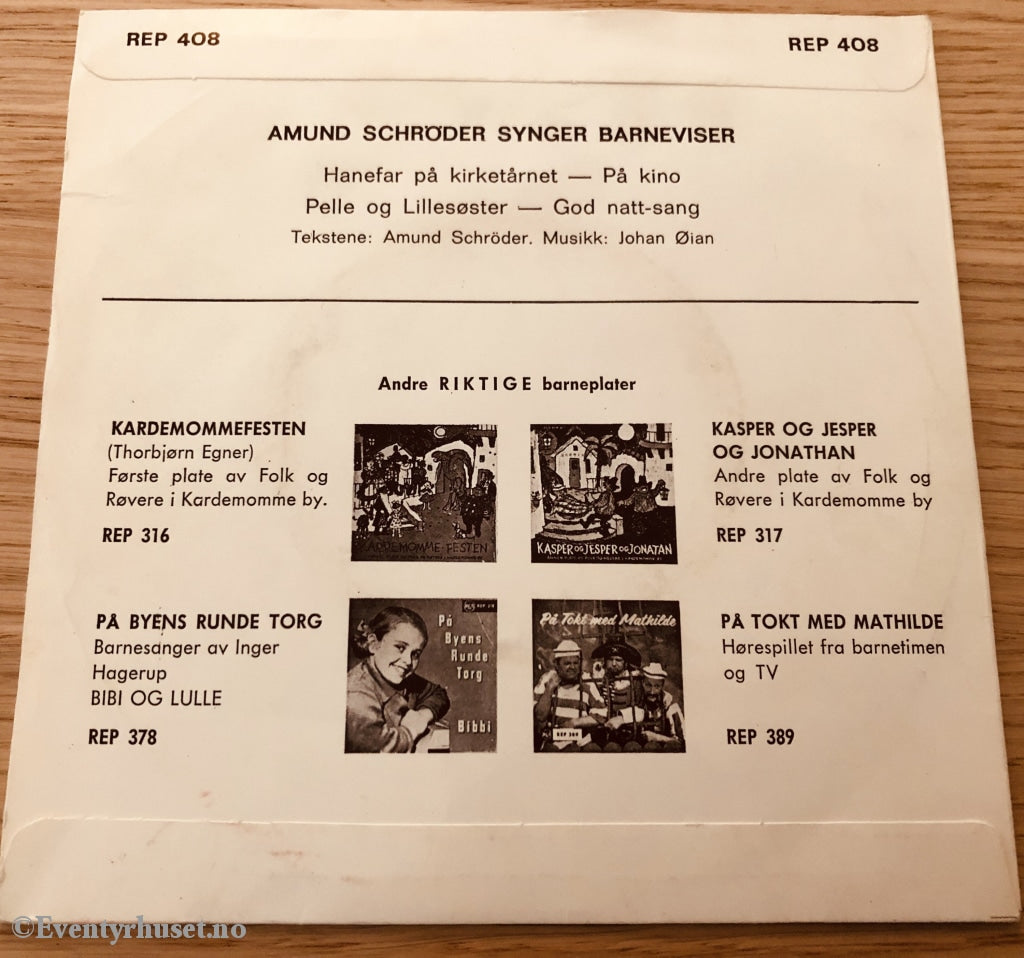 REP 408
REP 408
AMUND SCHRÖDER SYNGER BARNEVISER
Hanefar på kirketårnet — På kino
Pelle og Lillesøster — God natt-sang
Tekstene: Amund Schröder. Musikk: Johan Øian
Andre RIKTIGE barneplater
KARDEMOMMEFESTEN
(Thorbjørn Egner)
Første plate av Folk og
Røvere i Kardemomme by.
REP 316
KARDEMOMME-FESTEN
KASPER OG JESPER OG JONATAN
KASPER OG JESPER
OG JONATHAN
Andre plate av Folk og
Røvere i Kardemomme by
REP 317
PÅ BYENS RUNDE TORG
Barnesanger av Inger
Hagerup
BIBI OG LULLE
REP 378
På
Byens
Runde
Torg
Bibbi
På Tokt med Mathilde
REP 389
PÅ TOKT MED MATHILDE
Hørespillet fra barnetimen
og TV
REP 389
©Eventyrhuset.no